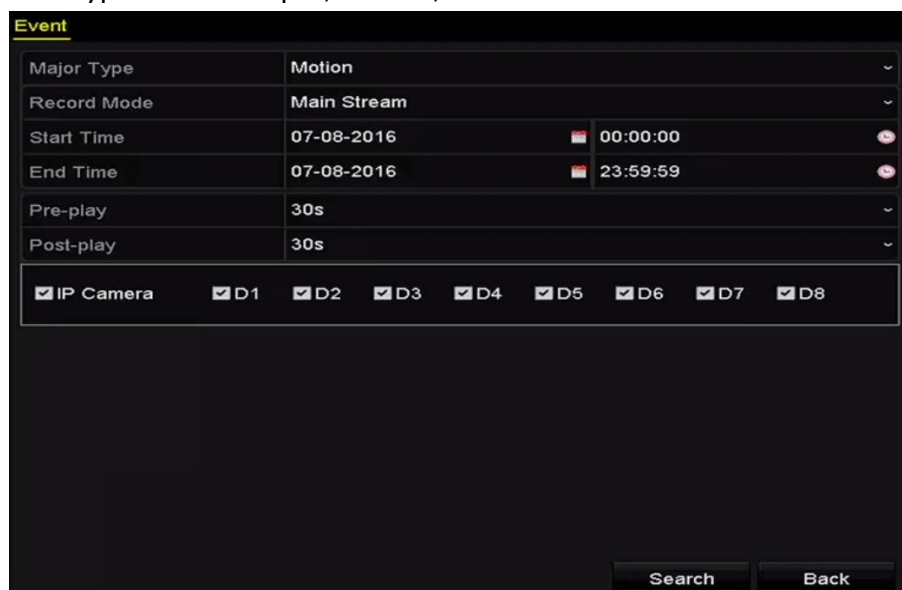 Event
Major Type Motion
Record Mode Main Stream
Start Time 07-08-2016 00:00:00
End Time 07-08-2016 23:59:59
Pre-play 30s
Post-play 30s
IP Camera D1 D2 D3 D4 D5 D6 D7 D8
Search Back